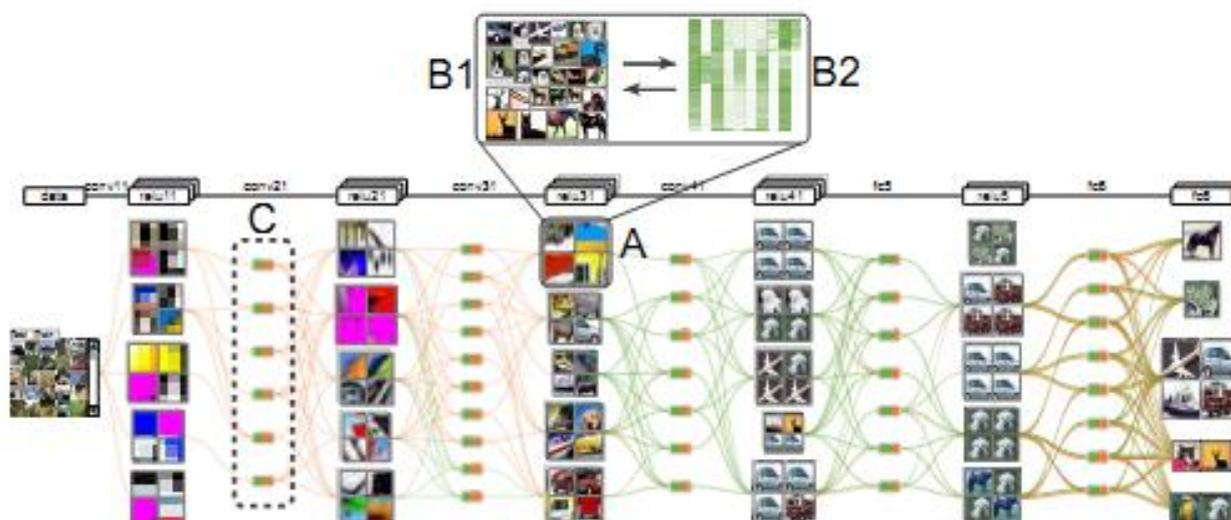 B1
B2
data conv11 relu11 conv21 relu21 conv31 relu31 conv41 relu41 fc5 relu5 fc6 fc6
C
A